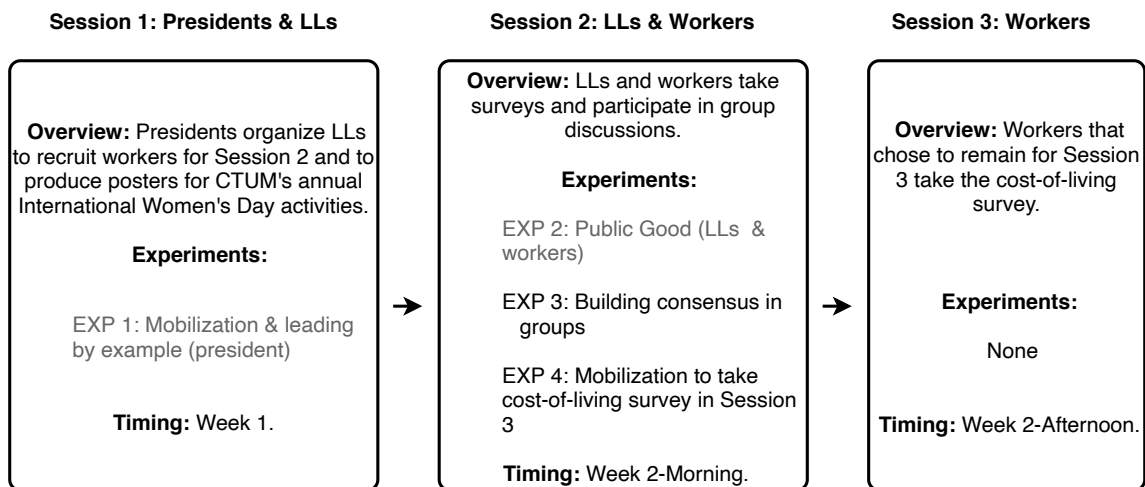 Session 1: Presidents & LLs
Overview: Presidents organize LLs
to recruit workers for Session 2 and to
produce posters for CTUM's annual
International Women's Day activities.
Experiments:
EXP 1: Mobilization & leading
by example (president)
Timing: Week 1.
Session 2: LLs & Workers
Overview: LLs and workers take
surveys and participate in group
discussions.
Experiments:
EXP 2: Public Good (LLs &
workers)
EXP 3: Building consensus in
groups
EXP 4: Mobilization to take
cost-of-living survey in Session
3
Timing: Week 2-Morning.
Session 3: Workers
Overview: Workers that
chose to remain for Session
3 take the cost-of-living
survey.
Experiments:
None
Timing: Week 2-Afternoon.